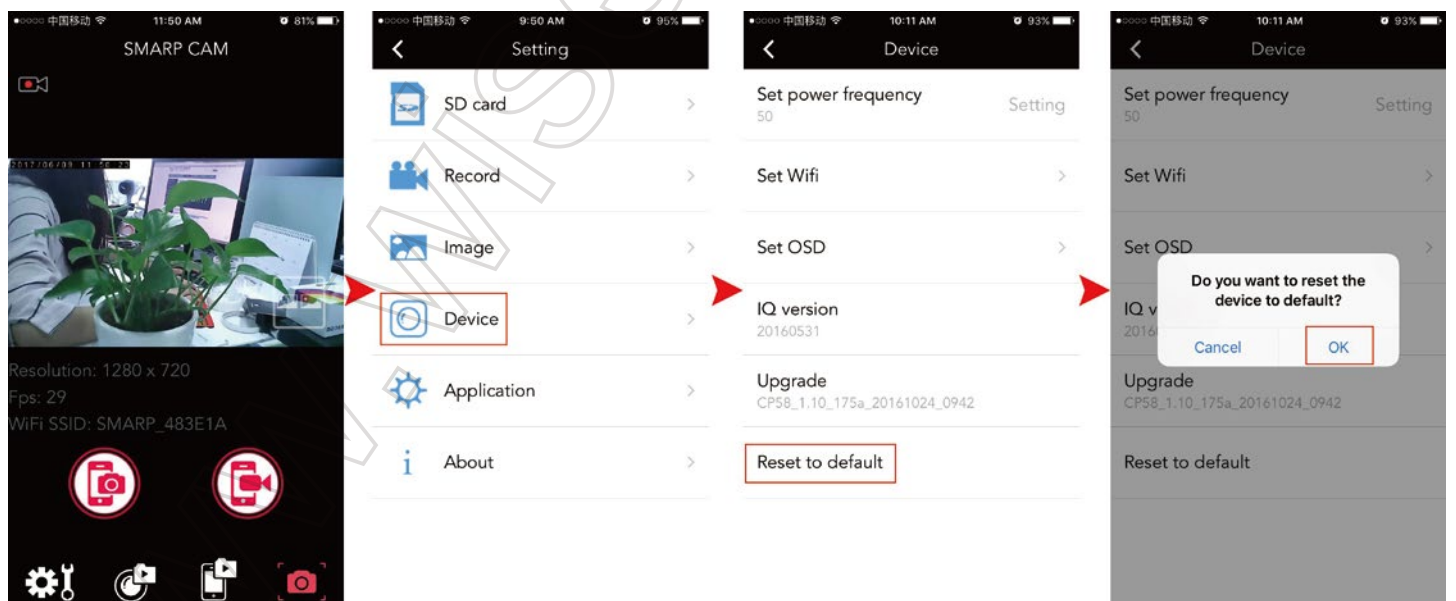 中国移动
11:50 AM
81%
SMARP CAM
2017/06/09 11:50:23
Resolution: 1280 x 720
Fps: 29
WiFi SSID: SMARP_483E1A
中国移动
9:50 AM
95%
Setting
SD card
Record
Image
Device
Application
About
中国移动
10:11 AM
93%
Device
Set power frequency
50
Setting
Set Wifi
Set OSD
IQ version
20160531
Upgrade
CP58_1.10_175a_20161024_0942
Reset to default
中国移动
10:11 AM
93%
Device
Set power frequency
50
Setting
Set Wifi
Set OSD
Do you want to reset the
device to default?
IQ v
2016
Cancel
OK
Upgrade
CP58_1.10_175a_20161024_0942
Reset to default